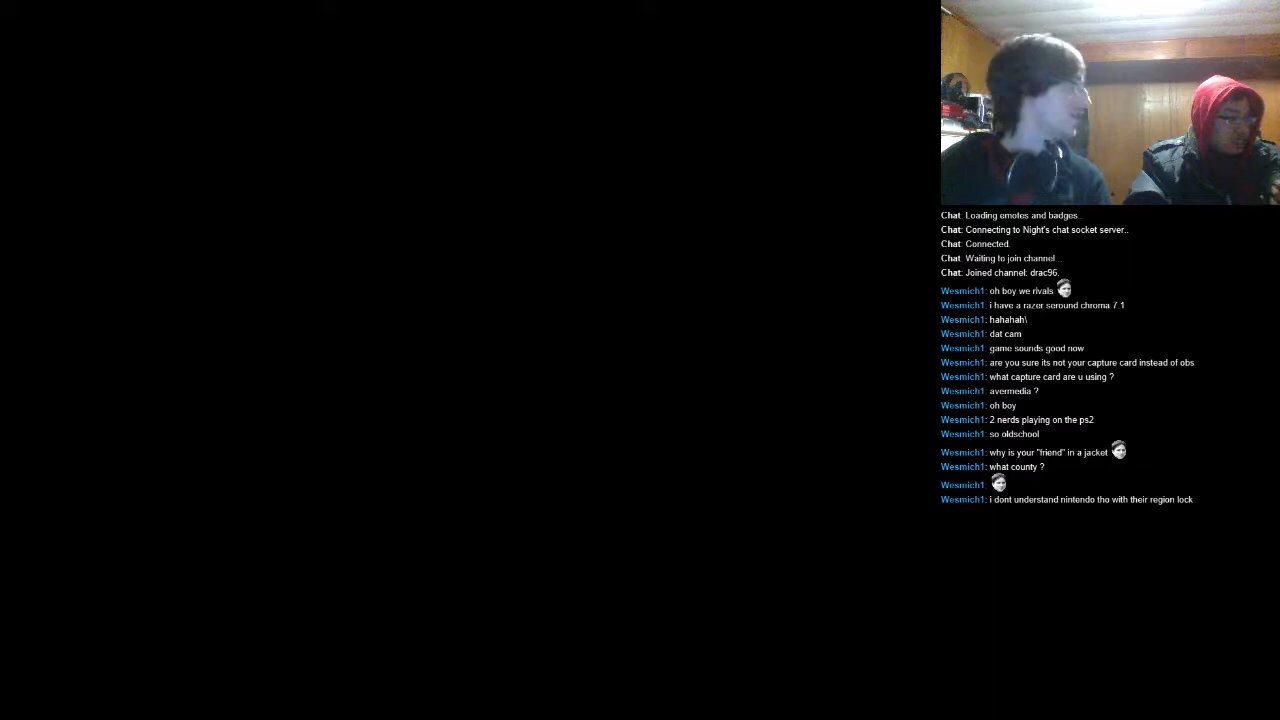 Chat: Loading emotes and badges..
Chat: Connecting to Night's chat socket server..
Chat: Connected.
Chat: Waiting to join channel...
Chat: Joined channel: drac96.
Wesmich1: oh boy we rivals
Wesmich1: i have a razer seround chroma 7.1
Wesmich1: hahahah\
Wesmich1: dat cam
Wesmich1: game sounds good now
Wesmich1: are you sure its not your capture card instead of obs
Wesmich1: what capture card are u using ?
Wesmich1: avermedia ?
Wesmich1: oh boy
Wesmich1: 2 nerds playing on the ps2
Wesmich1: so oldschool
Wesmich1: why is your "friend" in a jacket
Wesmich1: what county ?
Wesmich1:
Wesmich1: i dont understand nintendo tho with their region lock